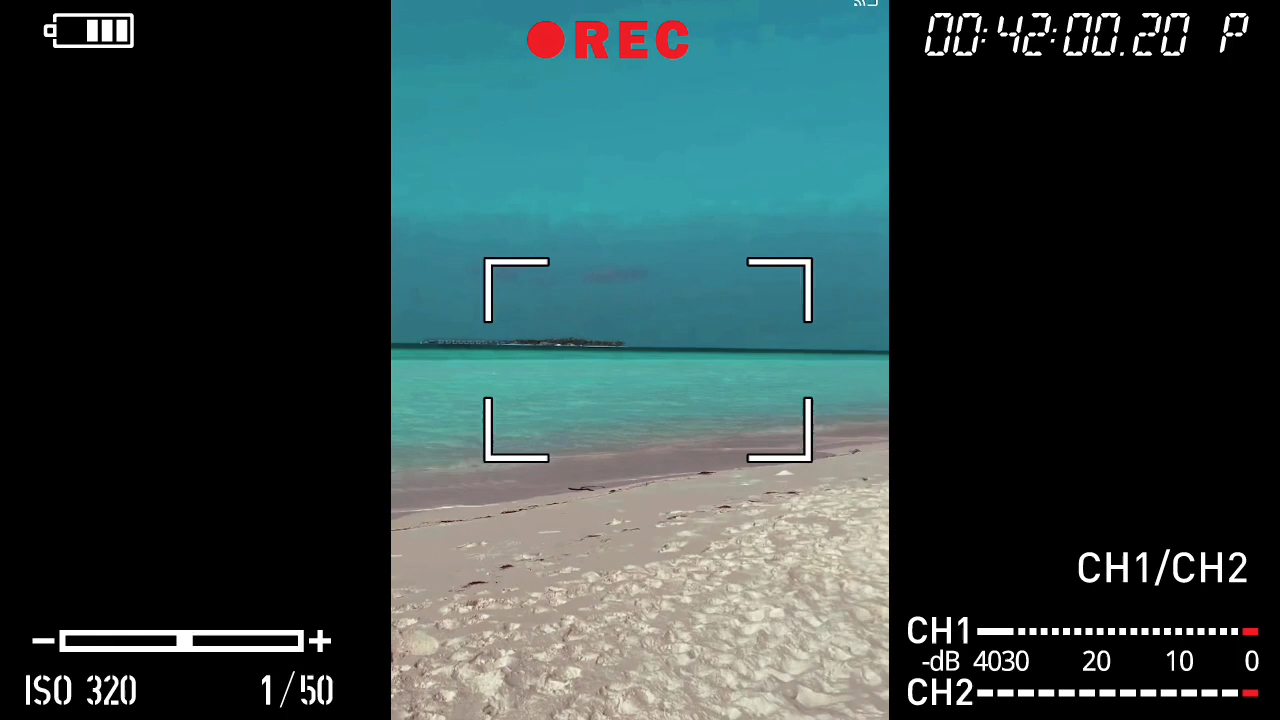 REC
00:42:00.20 P
CH1/CH2
CH1
-dB 4030 20 10 0
CH2
ISO 320 1/50